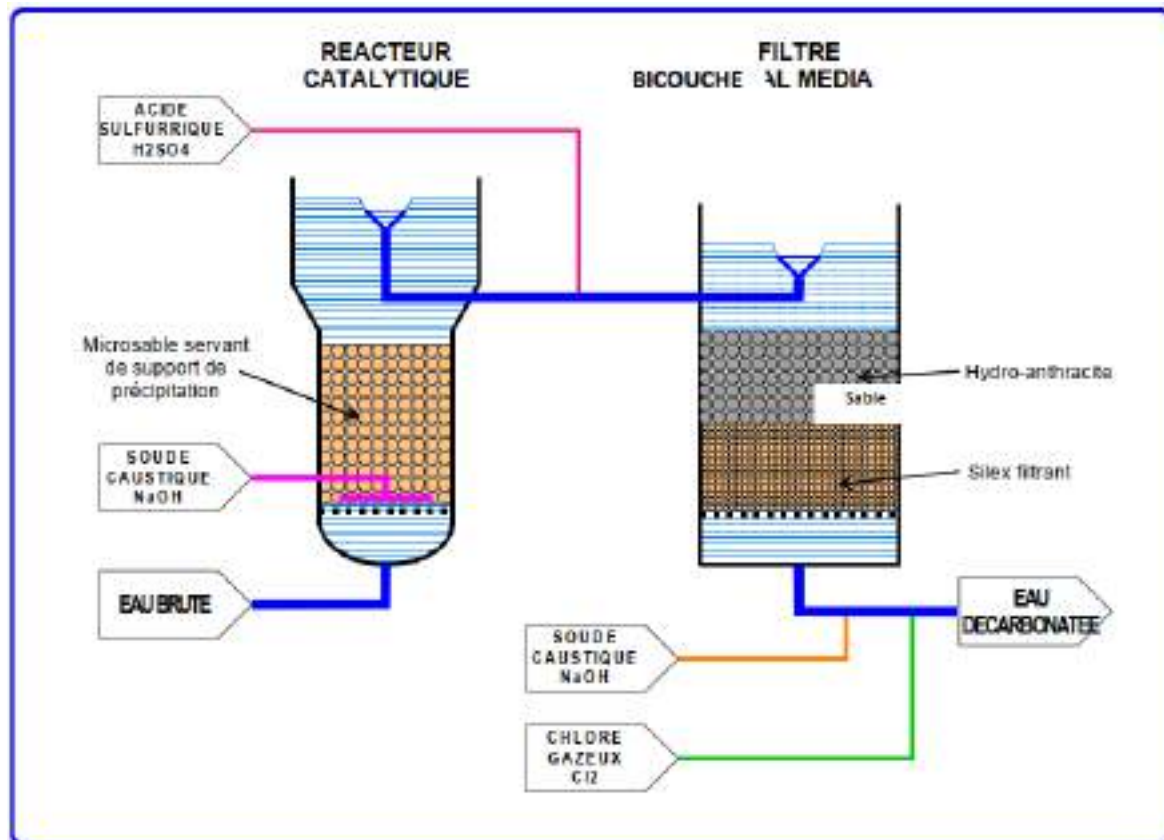 REACTEUR
CATALYTIQUE
FILTRE
BICOUCHE AL MEDIA
ACIDE
SULFURRIQUE
H2SO4
Microsable servant
de support de
précipitation
Hydro-anthracite
Sable
SOUDE
CAUSTIQUE
NaOH
Silex filtrant
EAU BRUTE
EAU
DECARBONATEE
SOUDE
CAUSTIQUE
NaOH
CHLORE
GAZEUX
Cl2